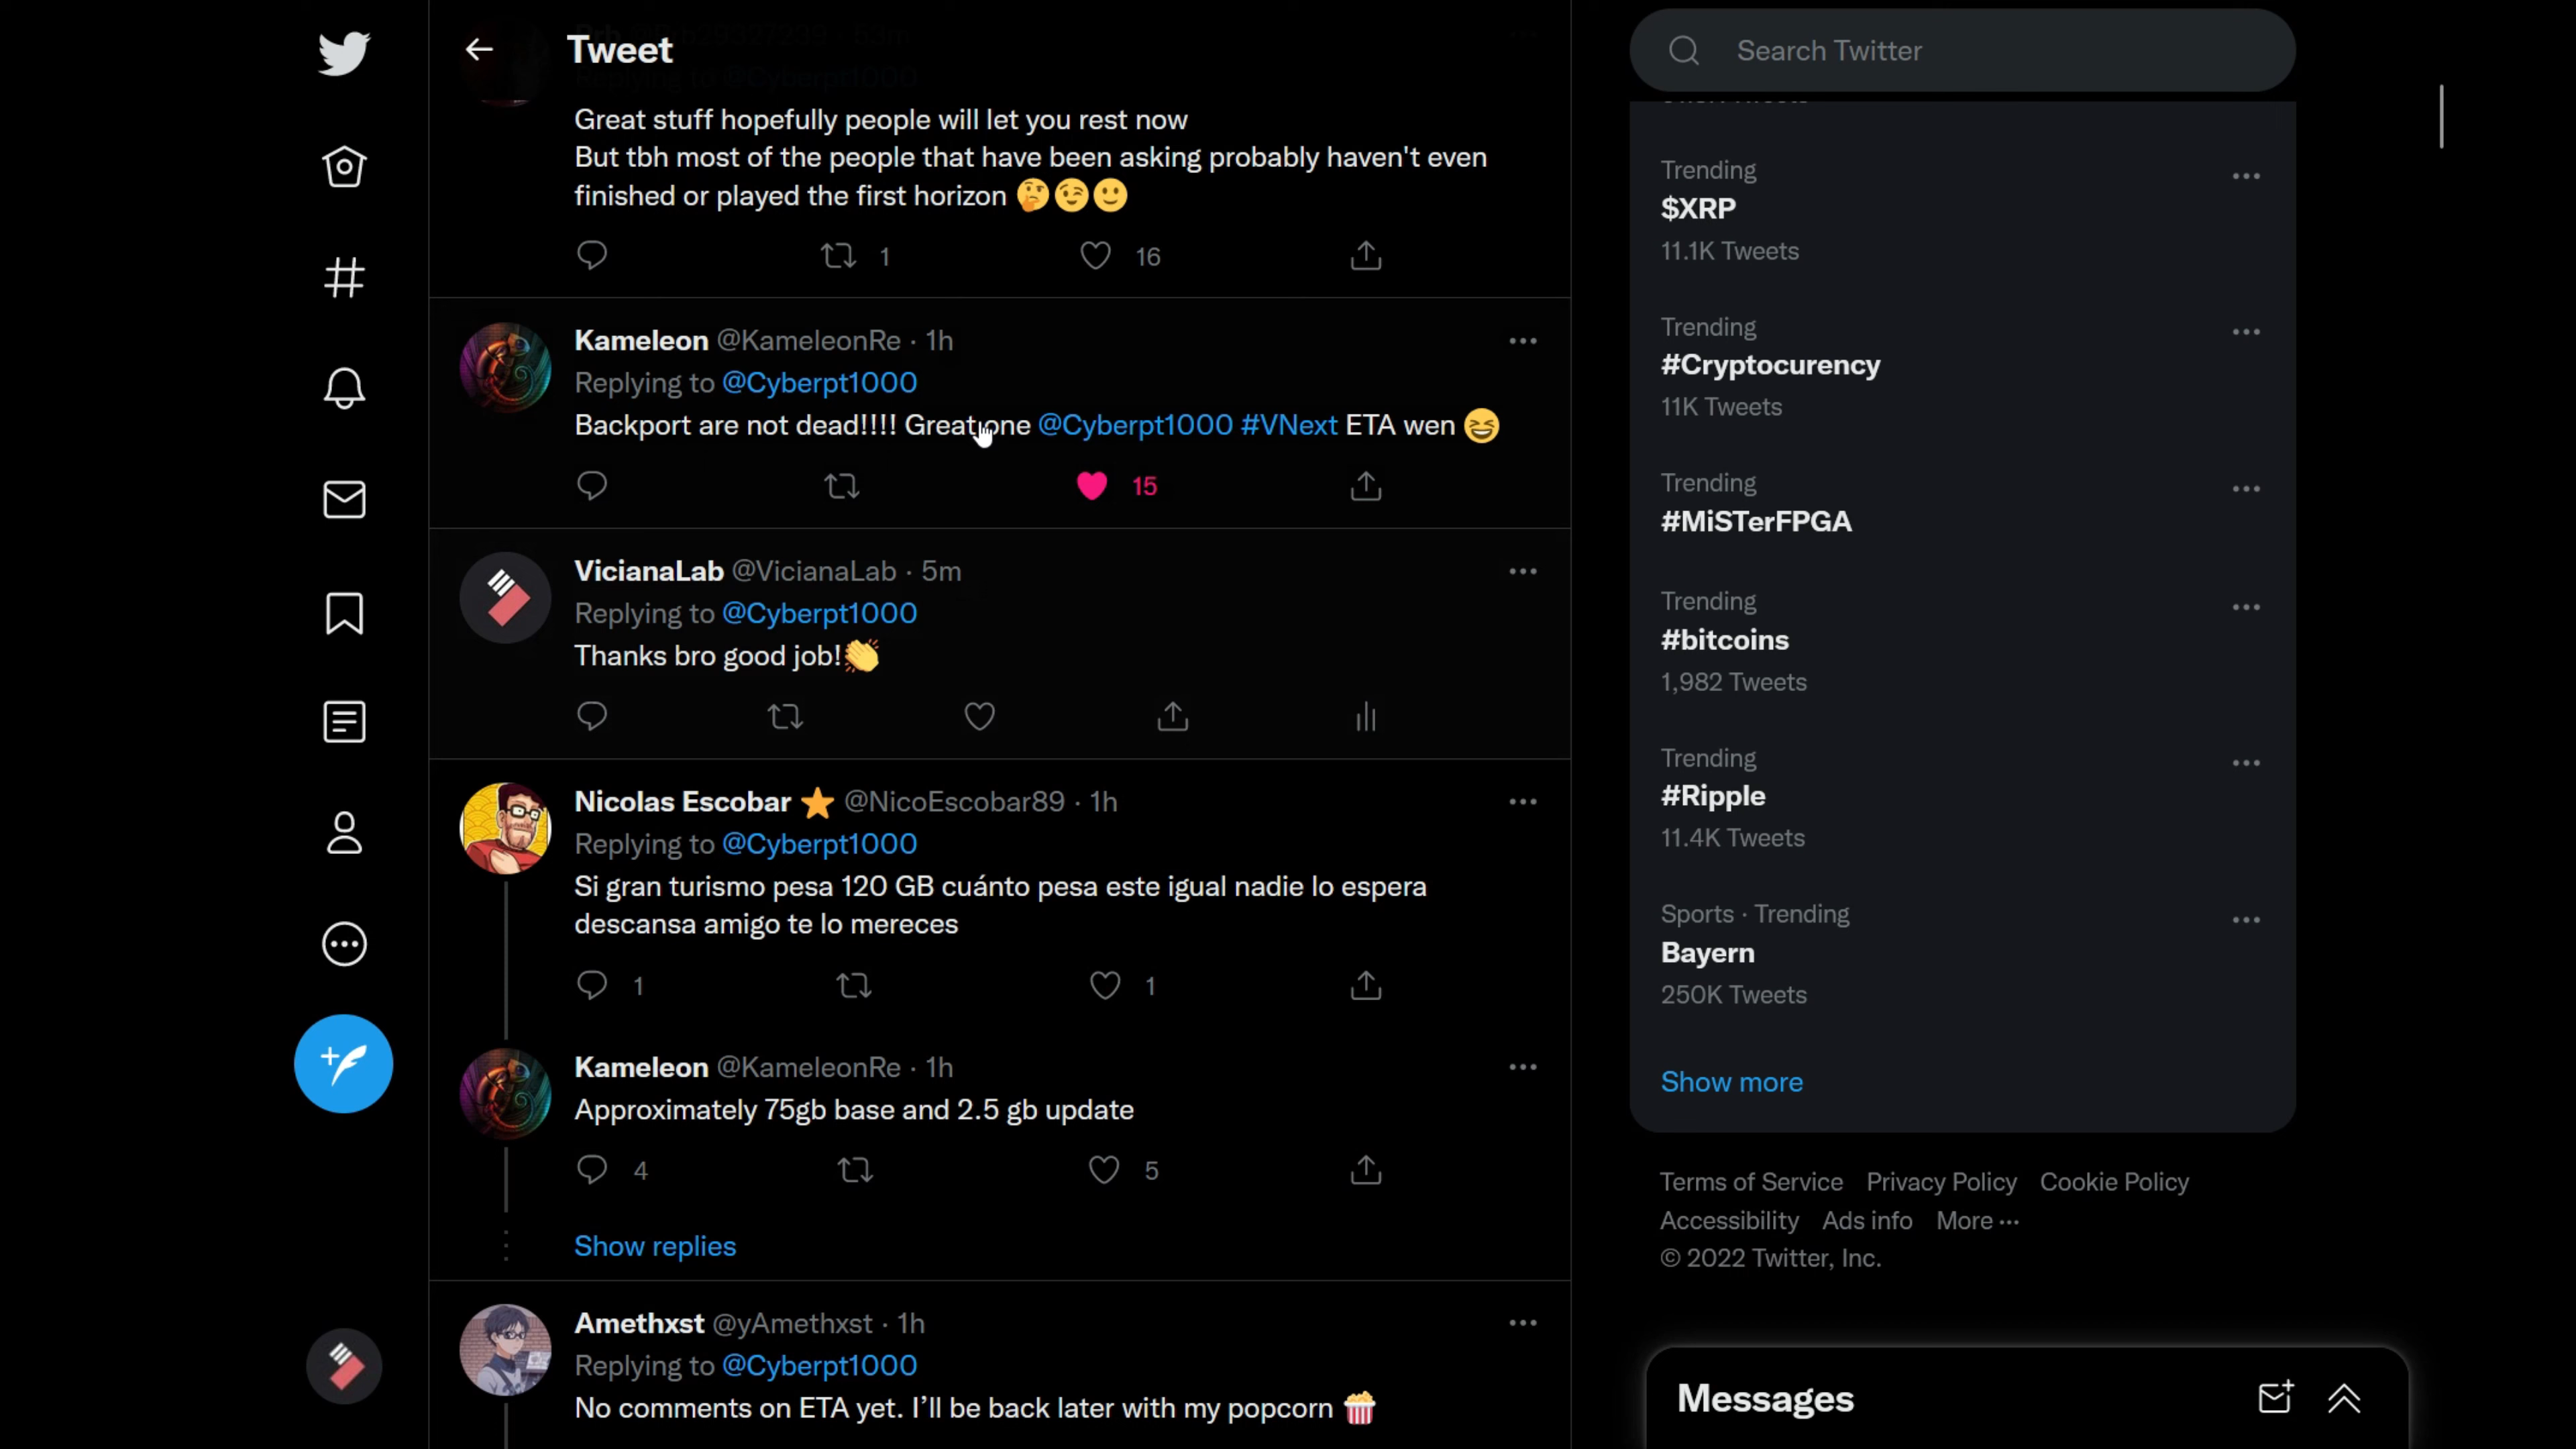 Tweet
Great stuff hopefully people will let you rest now
But tbh most of the people that have been asking probably haven't even
finished or played the first horizon 🤔😉🙂
1 16
Kameleon @KameleonRe · 1h
Replying to @Cyberpt1000
Backport are not dead!!!! Great one @Cyberpt1000 #VNext ETA wen 😆
15
VicianaLab @VicianaLab · 5m
Replying to @Cyberpt1000
Thanks bro good job!👏
Nicolas Escobar ⭐ @NicoEscobar89 · 1h
Replying to @Cyberpt1000
Si gran turismo pesa 120 GB cuánto pesa este igual nadie lo espera
descansa amigo te lo mereces
1 1
Kameleon @KameleonRe · 1h
Approximately 75gb base and 2.5 gb update
4 5
Show replies
Amethxst @yAmethxst · 1h
Replying to @Cyberpt1000
No comments on ETA yet. I’ll be back later with my popcorn 🍿
Search Twitter
Trending
$XRP
11.1K Tweets
Trending
#Cryptocurency
11K Tweets
Trending
#MiSTerFPGA
Trending
#bitcoins
1,982 Tweets
Trending
#Ripple
11.4K Tweets
Sports · Trending
Bayern
250K Tweets
Show more
Terms of Service Privacy Policy Cookie Policy
Accessibility Ads info More ···
© 2022 Twitter, Inc.
Messages